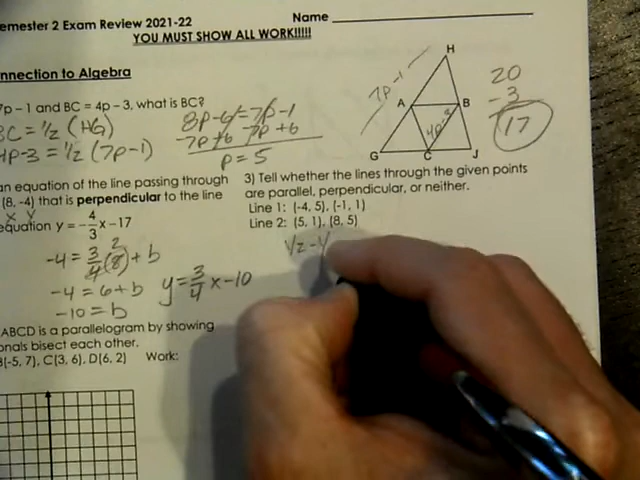 emester 2 Exam Review 2021-22
Name
YOU MUST SHOW ALL WORK!!!!!
nnection to Algebra
7p – 1 and BC = 4p – 3, what is BC?
BC = 1/2 (HG)
4p-3 = 1/2 (7p-1)
8p-6 = 7p-1
-7p+6 -7p+6
p = 5
H
7p-1
A
B
4p-3
G
C
J
20
-3
17
an equation of the line passing through
(8, -4) that is perpendicular to the line
X Y
equation y = -4/3 x - 17
-4 = 3/4 (8) + b
2
-4 = 6 + b
-10 = b
y = 3/4 x - 10
3) Tell whether the lines through the given points
are parallel, perpendicular, or neither.
Line 1: (-4, 5), (-1, 1)
Line 2: (5, 1), (8, 5)
Y2 - Y
ABCD is a parallelogram by showing
onals bisect each other.
B(-5, 7), C(3, 6), D(6, 2) Work: